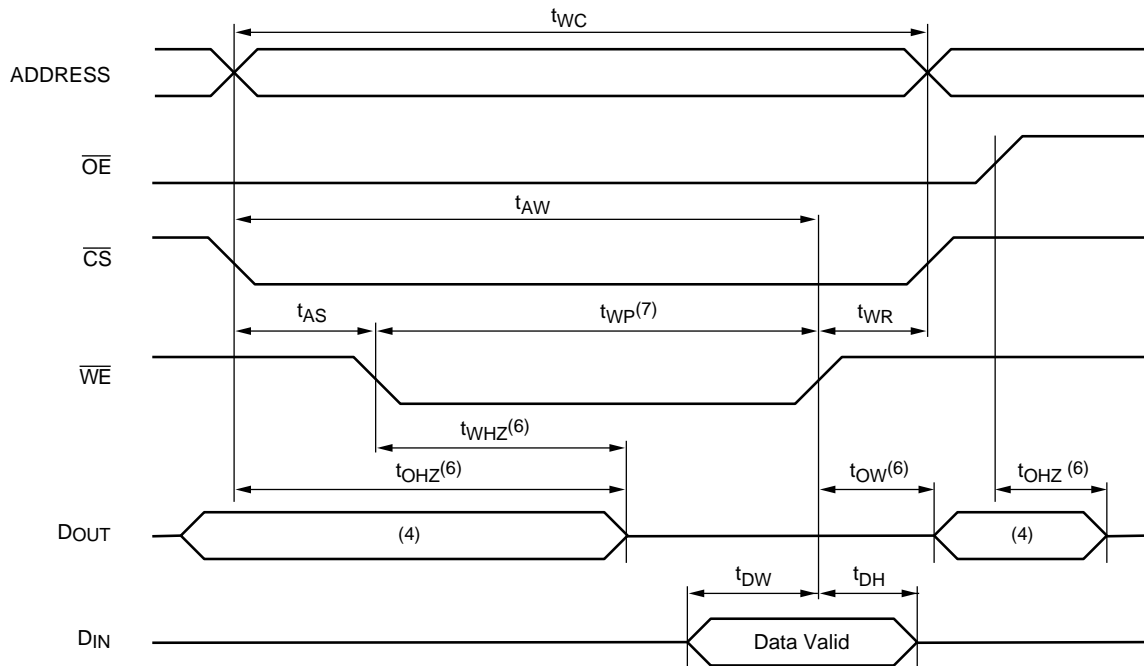 tWC
ADDRESS
OE
tAW
CS
tAS
tWP(7)
tWR
WE
tWHZ(6)
tOHZ(6)
tOW(6)
tOHZ (6)
DOUT
(4)
(4)
tDW
tDH
DIN
Data Valid